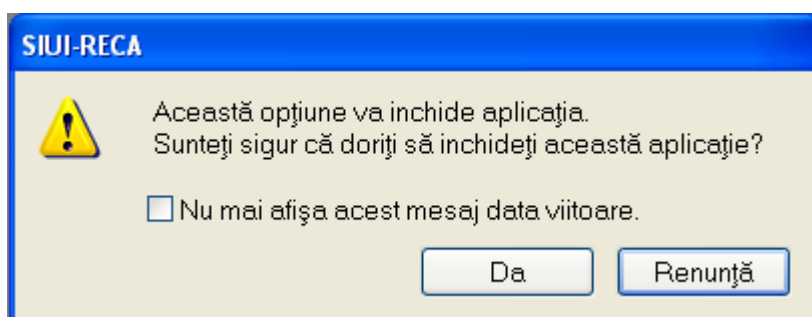 SIUI-RECA
Această opţiune va inchide aplicaţia.
Sunteţi sigur că doriţi să inchideţi această aplicaţie?
Nu mai afişa acest mesaj data viitoare.
Da
Renunţă